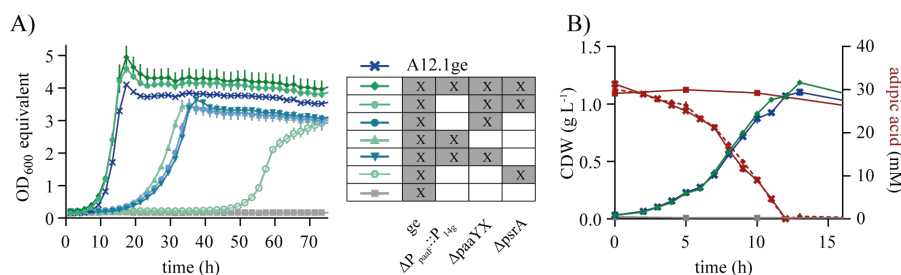 A)
OD600 equivalent
5
4
3
2
1
0
0 10 20 30 40 50 60 70
time (h)
A12.1ge
X X X X
X X X
X X
X X
X X X
X X
X
ge
ΔPpaaF::P14g
ΔpaaYX
ΔpsrA
B)
CDW (g L-1)
1.5
1.0
0.5
0.0
0 5 10 15
time (h)
40
30
20
10
0
adipic acid (mM)